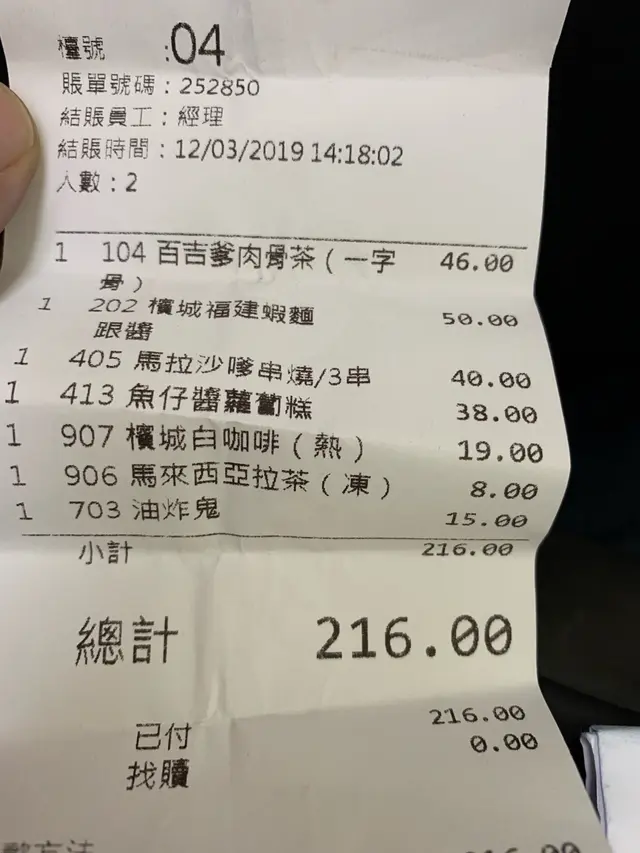 檯號 :04
賬單號碼：252850
結賬員工：經理
結賬時間：12/03/2019 14:18:02
人數：2
1 104 百吉爹肉骨茶（一字 46.00
骨）
1 202 檳城福建蝦麵 50.00
跟醬
1 405 馬拉沙嗲串燒/3串 40.00
1 413 魚仔醬蘿蔔糕 38.00
1 907 檳城白咖啡（熱） 19.00
1 906 馬來西亞拉茶（凍） 8.00
1 703 油炸鬼 15.00
小計 216.00
總計 216.00
已付 216.00
找贖 0.00